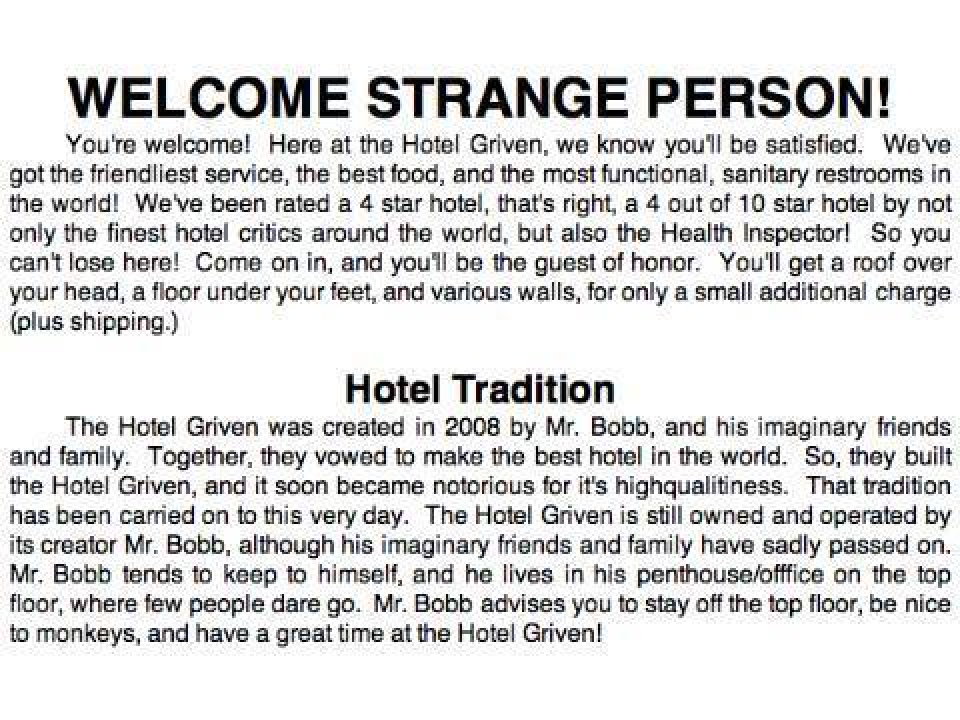 WELCOME STRANGE PERSON!
You're welcome! Here at the Hotel Griven, we know you'll be satisfied. We've
got the friendliest service, the best food, and the most functional, sanitary restrooms in
the world! We've been rated a 4 star hotel, that's right, a 4 out of 10 star hotel by not
only the finest hotel critics around the world, but also the Health Inspector! So you
can't lose here! Come on in, and you'll be the guest of honor. You'll get a roof over
your head, a floor under your feet, and various walls, for only a small additional charge
(plus shipping.)
Hotel Tradition
The Hotel Griven was created in 2008 by Mr. Bobb, and his imaginary friends
and family. Together, they vowed to make the best hotel in the world. So, they built
the Hotel Griven, and it soon became notorious for it's highqualitiness. That tradition
has been carried on to this very day. The Hotel Griven is still owned and operated by
its creator Mr. Bobb, although his imaginary friends and family have sadly passed on.
Mr. Bobb tends to keep to himself, and he lives in his penthouse/offfice on the top
floor, where few people dare go. Mr. Bobb advises you to stay off the top floor, be nice
to monkeys, and have a great time at the Hotel Griven!